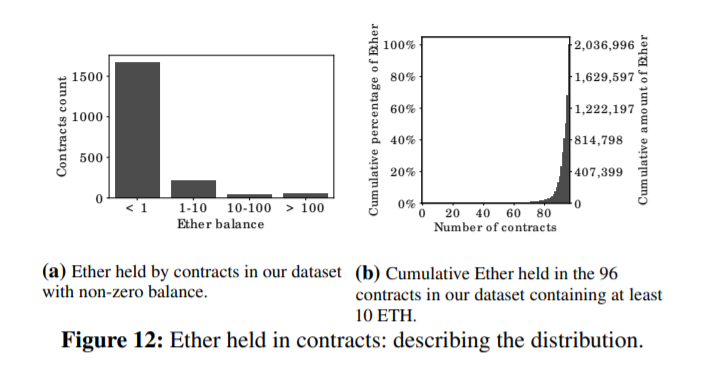 Contracts count
1500
1000
500
0
< 1
1-10
10-100
> 100
Ether balance
Cumulative percentage of Ether
100%
80%
60%
40%
20%
0%
0
20
40
60
80
Number of contracts
2,036,996
1,629,597
1,222,197
814,798
407,399
0
Cumulative amount of Ether
(a) Ether held by contracts in our dataset
with non-zero balance.
(b) Cumulative Ether held in the 96
contracts in our dataset containing at least
10 ETH.
Figure 12: Ether held in contracts: describing the distribution.